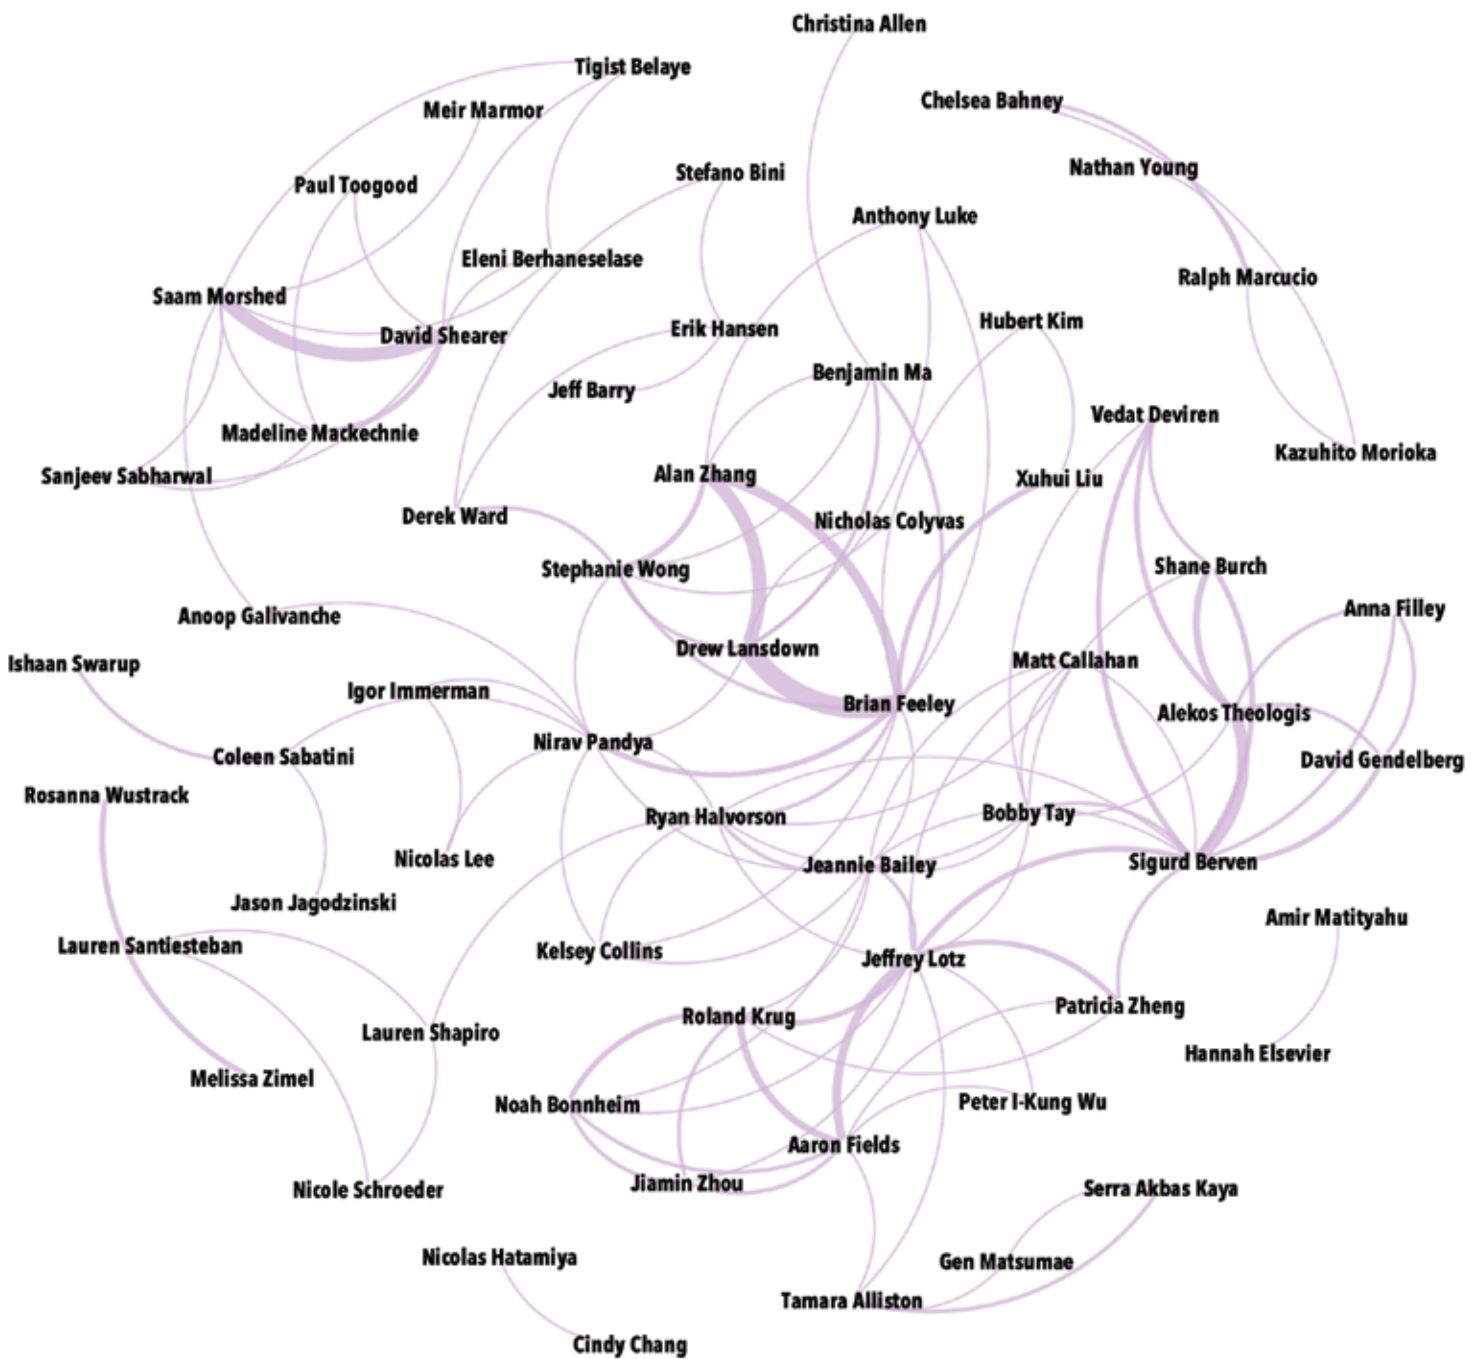 Christina Allen
Tigist Belaye
Chelsea Bahney
Meir Marmor
Nathan Young
Stefano Bini
Paul Toogood
Anthony Luke
Eleni Berhaneselase
Ralph Marcucio
Saam Morshed
Hubert Kim
Erik Hansen
David Shearer
Benjamin Ma
Jeff Barry
Vedat Deviren
Madeline Mackechnie
Kazuhito Morioka
Alan Zhang
Sanjeev Sabharwal
Xuhui Liu
Derek Ward
Nicholas Colyvas
Shane Burch
Stephanie Wong
Anna Filley
Anoop Galivanche
Drew Lansdown
Matt Callahan
Ishaan Swarup
Igor Immerman
Brian Feeley
Alekos Theologis
Nirav Pandya
Coleen Sabatini
David Gendelberg
Rosanna Wustrack
Bobby Tay
Ryan Halvorson
Nicolas Lee
Sigurd Berven
Jeannie Bailey
Jason Jagodzinski
Amir Matityahu
Lauren Santiesteban
Kelsey Collins
Jeffrey Lotz
Patricia Zheng
Roland Krug
Lauren Shapiro
Hannah Elsevier
Melissa Zimel
Peter I-Kung Wu
Noah Bonnheim
Aaron Fields
Jiamin Zhou
Serra Akbas Kaya
Nicole Schroeder
Nicolas Hatamiya
Gen Matsumae
Tamara Alliston
Cindy Chang